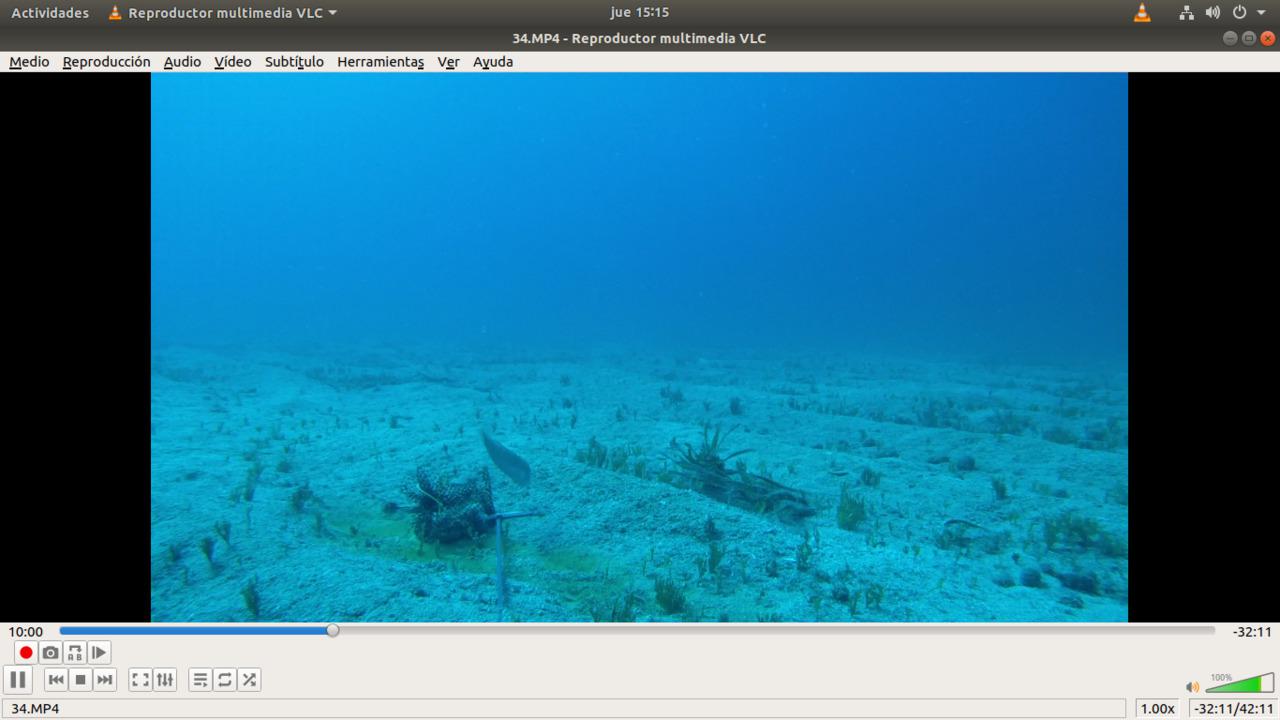 Actividades Reproductor multimedia VLC jue 15:15
34.MP4 - Reproductor multimedia VLC
Medio Reproducción Audio Vídeo Subtítulo Herramientas Ver Ayuda
10:00 -32:11
A B
100%
34.MP4 1.00x -32:11/42:11